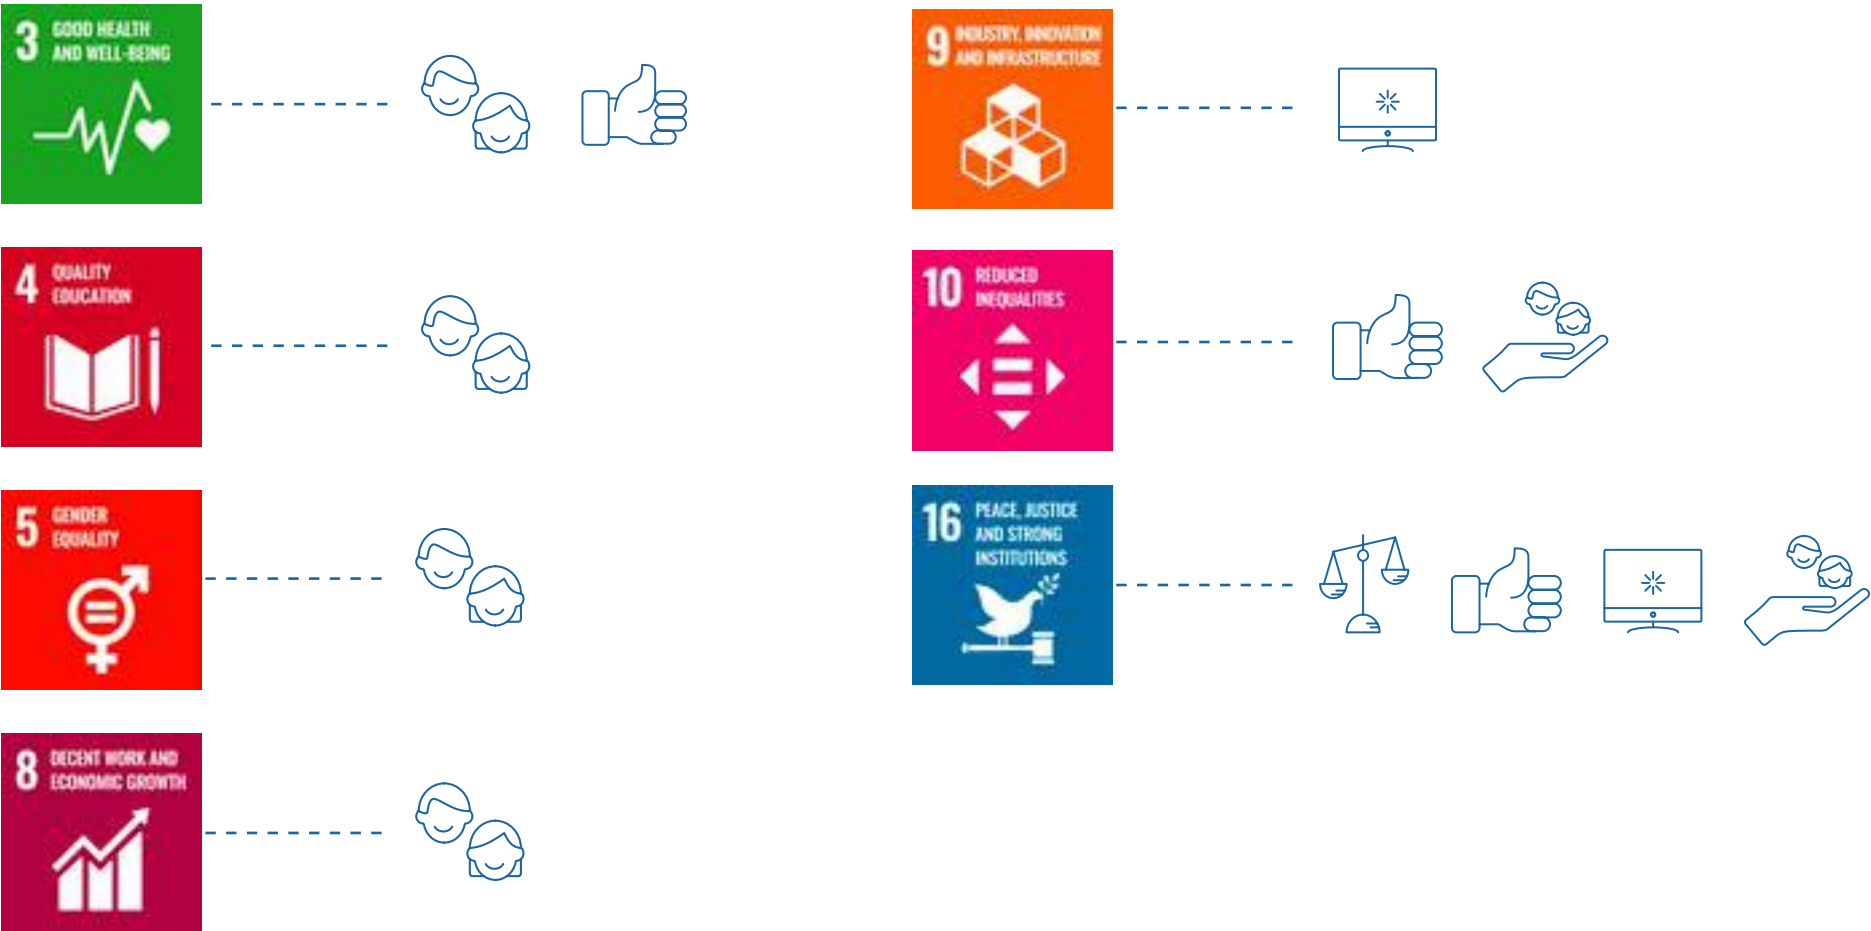 3 GOOD HEALTH
AND WELL-BEING
4 QUALITY
EDUCATION
5 GENDER
EQUALITY
8 DECENT WORK AND
ECONOMIC GROWTH
9 INDUSTRY, INNOVATION
AND INFRASTRUCTURE
10 REDUCED
INEQUALITIES
16 PEACE, JUSTICE
AND STRONG
INSTITUTIONS